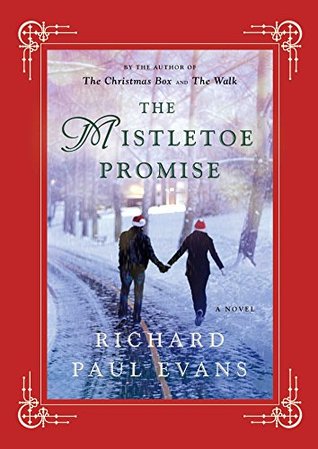 BY THE AUTHOR OF
The Christmas Box AND The Walk
THE
MISTLETOE
PROMISE
A NOVEL
RICHARD
PAUL EVANS